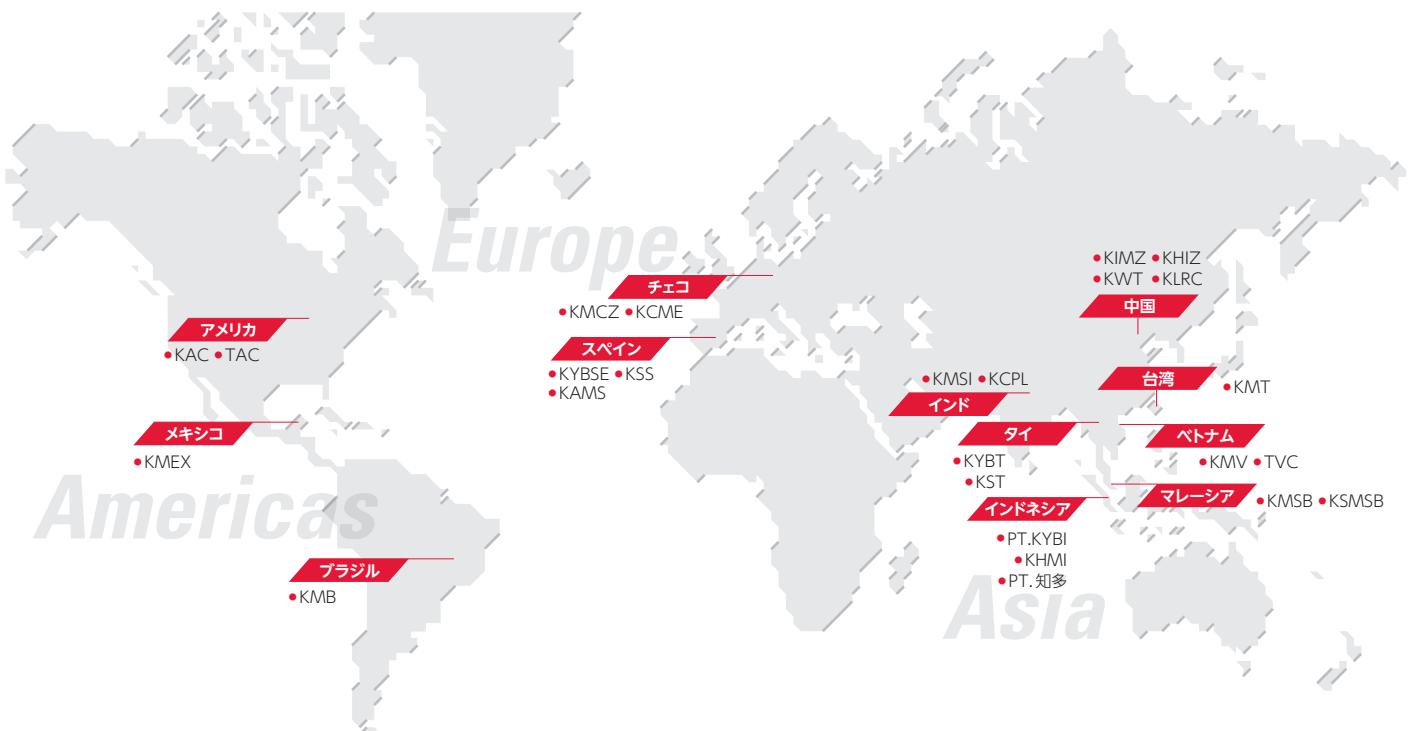 Europe
チェコ
●KMCZ ●KCME
スペイン
●KYBSE ●KSS
●KAMS
Americas
アメリカ
●KAC ●TAC
メキシコ
●KMEX
ブラジル
●KMB
Asia
●KIMZ ●KHIZ
●KWT ●KLRC
中国
台湾
●KMT
●KMSI ●KCPL
インド
タイ
●KYBT
●KST
ベトナム
●KMV ●TVC
マレーシア
●KMSB ●KSMSB
インドネシア
●PT.KYBI
●KHMI
●PT.知多